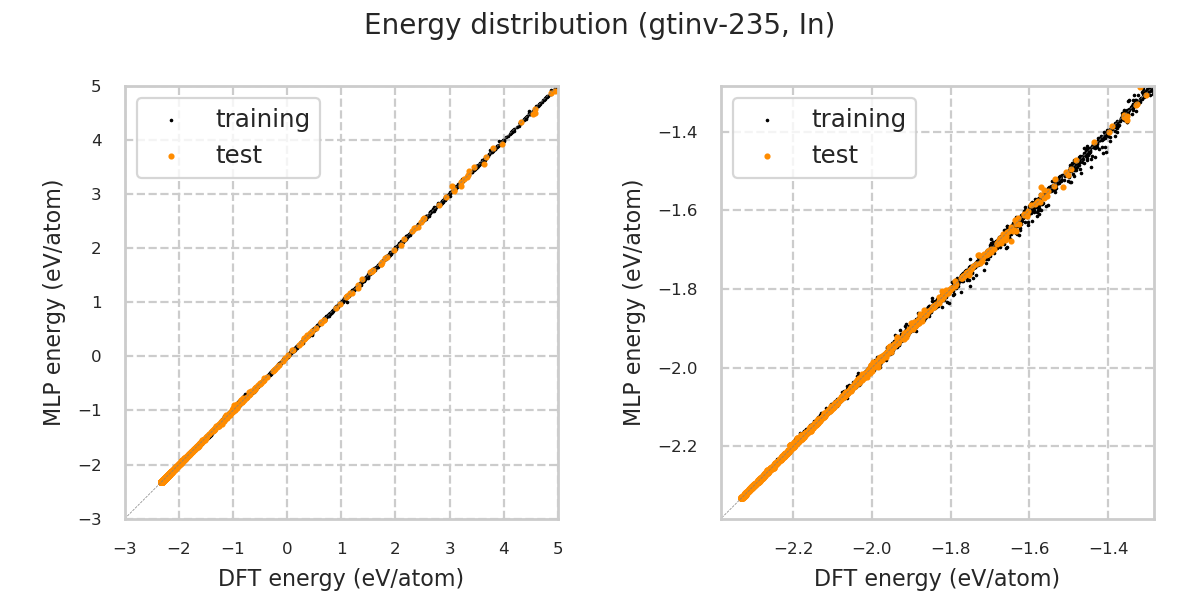 Energy distribution (gtinv-235, In)
MLP energy (eV/atom)
5
4
3
2
1
0
−1
−2
−3
training
test
−3 −2 −1 0 1 2 3 4 5
DFT energy (eV/atom)
MLP energy (eV/atom)
−1.4
−1.6
−1.8
−2.0
−2.2
training
test
−2.2 −2.0 −1.8 −1.6 −1.4
DFT energy (eV/atom)